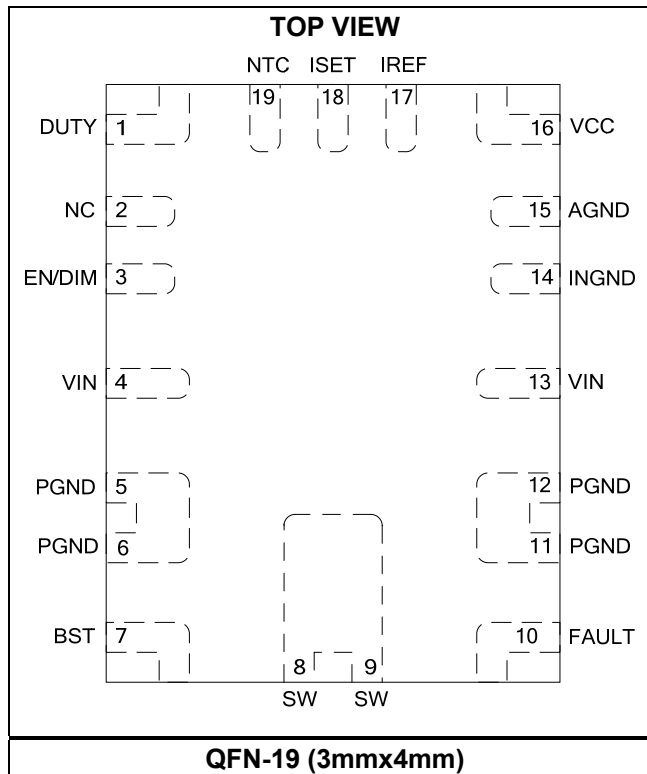 TOP VIEW
NTC ISET IREF
19 18 17
DUTY 1 16 VCC
NC 2 15 AGND
EN/DIM 3 14 INGND
VIN 4 13 VIN
PGND 5 12 PGND
PGND 6 11 PGND
BST 7 10 FAULT
8 9
SW SW
QFN-19 (3mmx4mm)